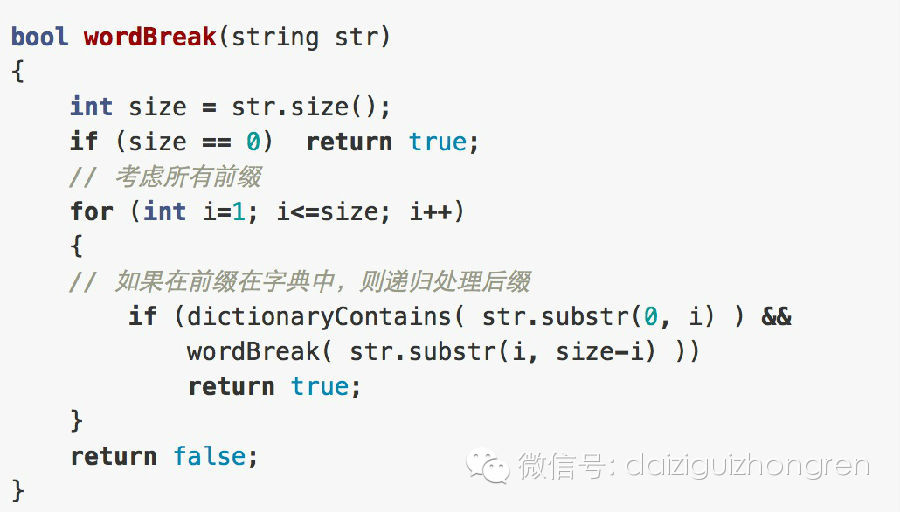 bool wordBreak(string str)
{
    int size = str.size();
    if (size == 0)  return true;
    // 考虑所有前缀
    for (int i=1; i<=size; i++)
    {
    // 如果在前缀在字典中，则递归处理后缀
        if (dictionaryContains( str.substr(0, i) ) &&
            wordBreak( str.substr(i, size-i) ))
            return true;
    }
    return false;
}
微信号: daiziguizhongren